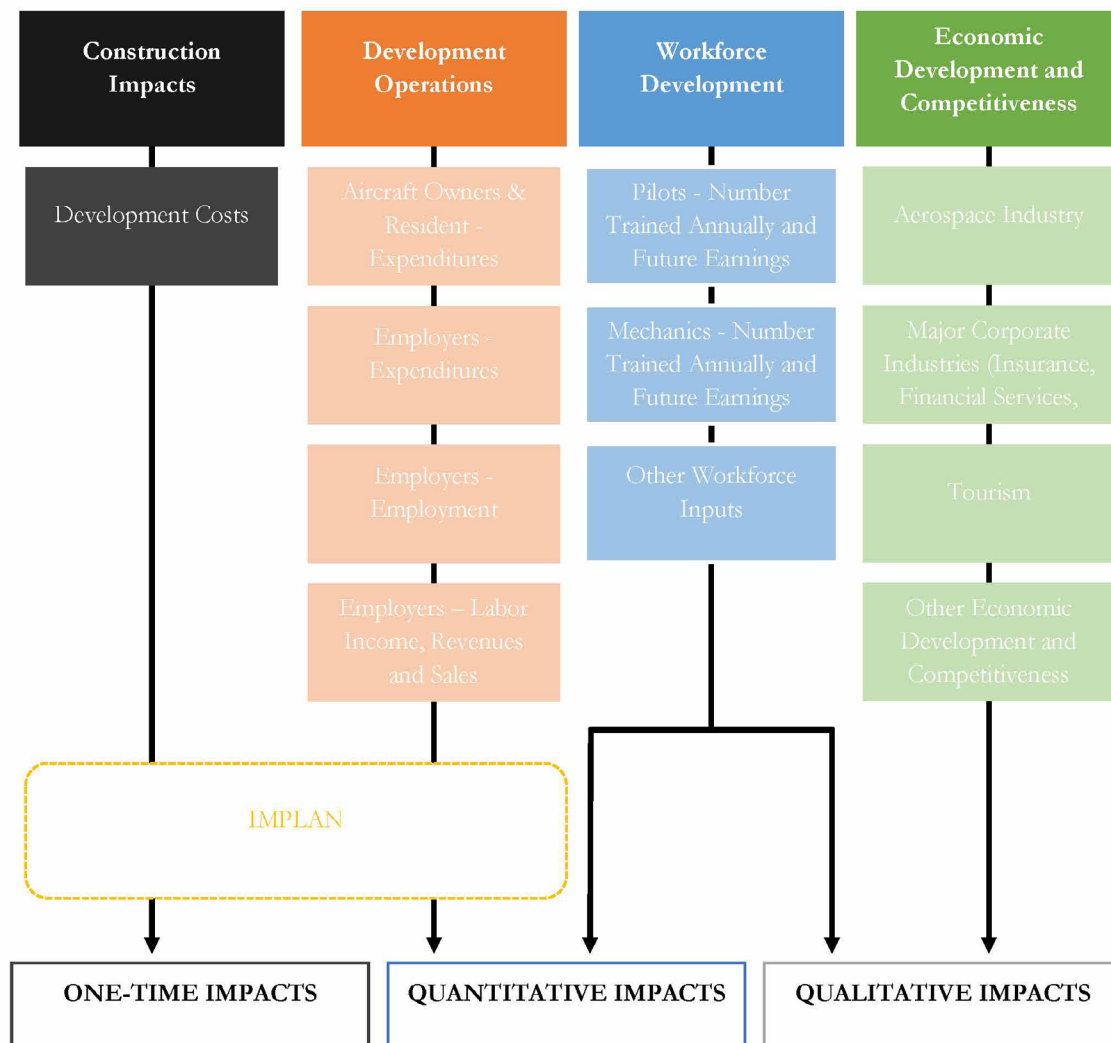 Construction
Impacts
Development
Operations
Workforce
Development
Economic
Development and
Competitiveness
Development Costs
Aircraft Owners &
Resident -
Expenditures
Pilots - Number
Trained Annually and
Future Earnings
Aerospace Industry
Employers -
Expenditures
Mechanics - Number
Trained Annually and
Future Earnings
Major Corporate
Industries (Insurance,
Financial Services,
Employers -
Employment
Other Workforce
Inputs
Tourism
Employers – Labor
Income, Revenues
and Sales
Other Economic
Development and
Competitiveness
IMPLAN
ONE-TIME IMPACTS
QUANTITATIVE IMPACTS
QUALITATIVE IMPACTS